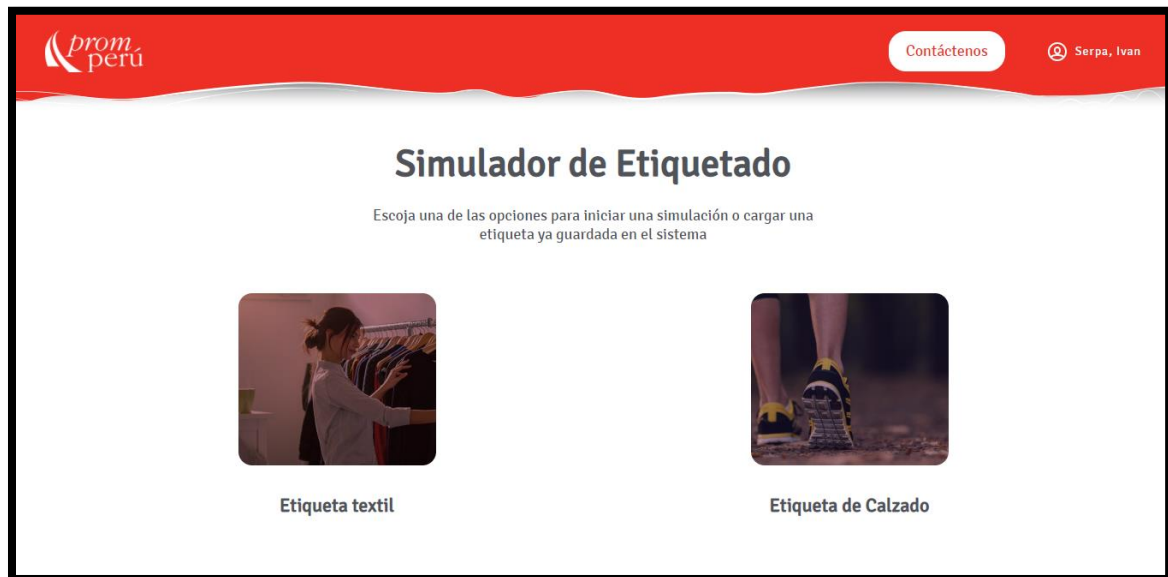 prom
perú
Contáctenos
Serpa, Ivan
Simulador de Etiquetado
Escoja una de las opciones para iniciar una simulación o cargar una
etiqueta ya guardada en el sistema
Etiqueta textil
Etiqueta de Calzado